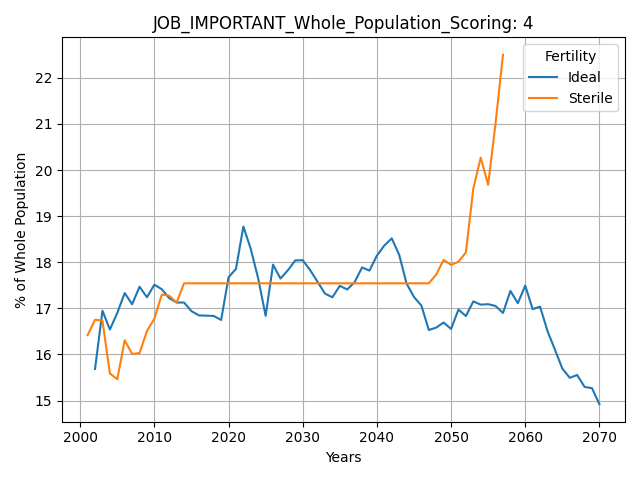 JOB_IMPORTANT_Whole_Population_Scoring: 4
Fertility
Ideal
Sterile
% of Whole Population
22
21
20
19
18
17
16
15
2000 2010 2020 2030 2040 2050 2060 2070
Years